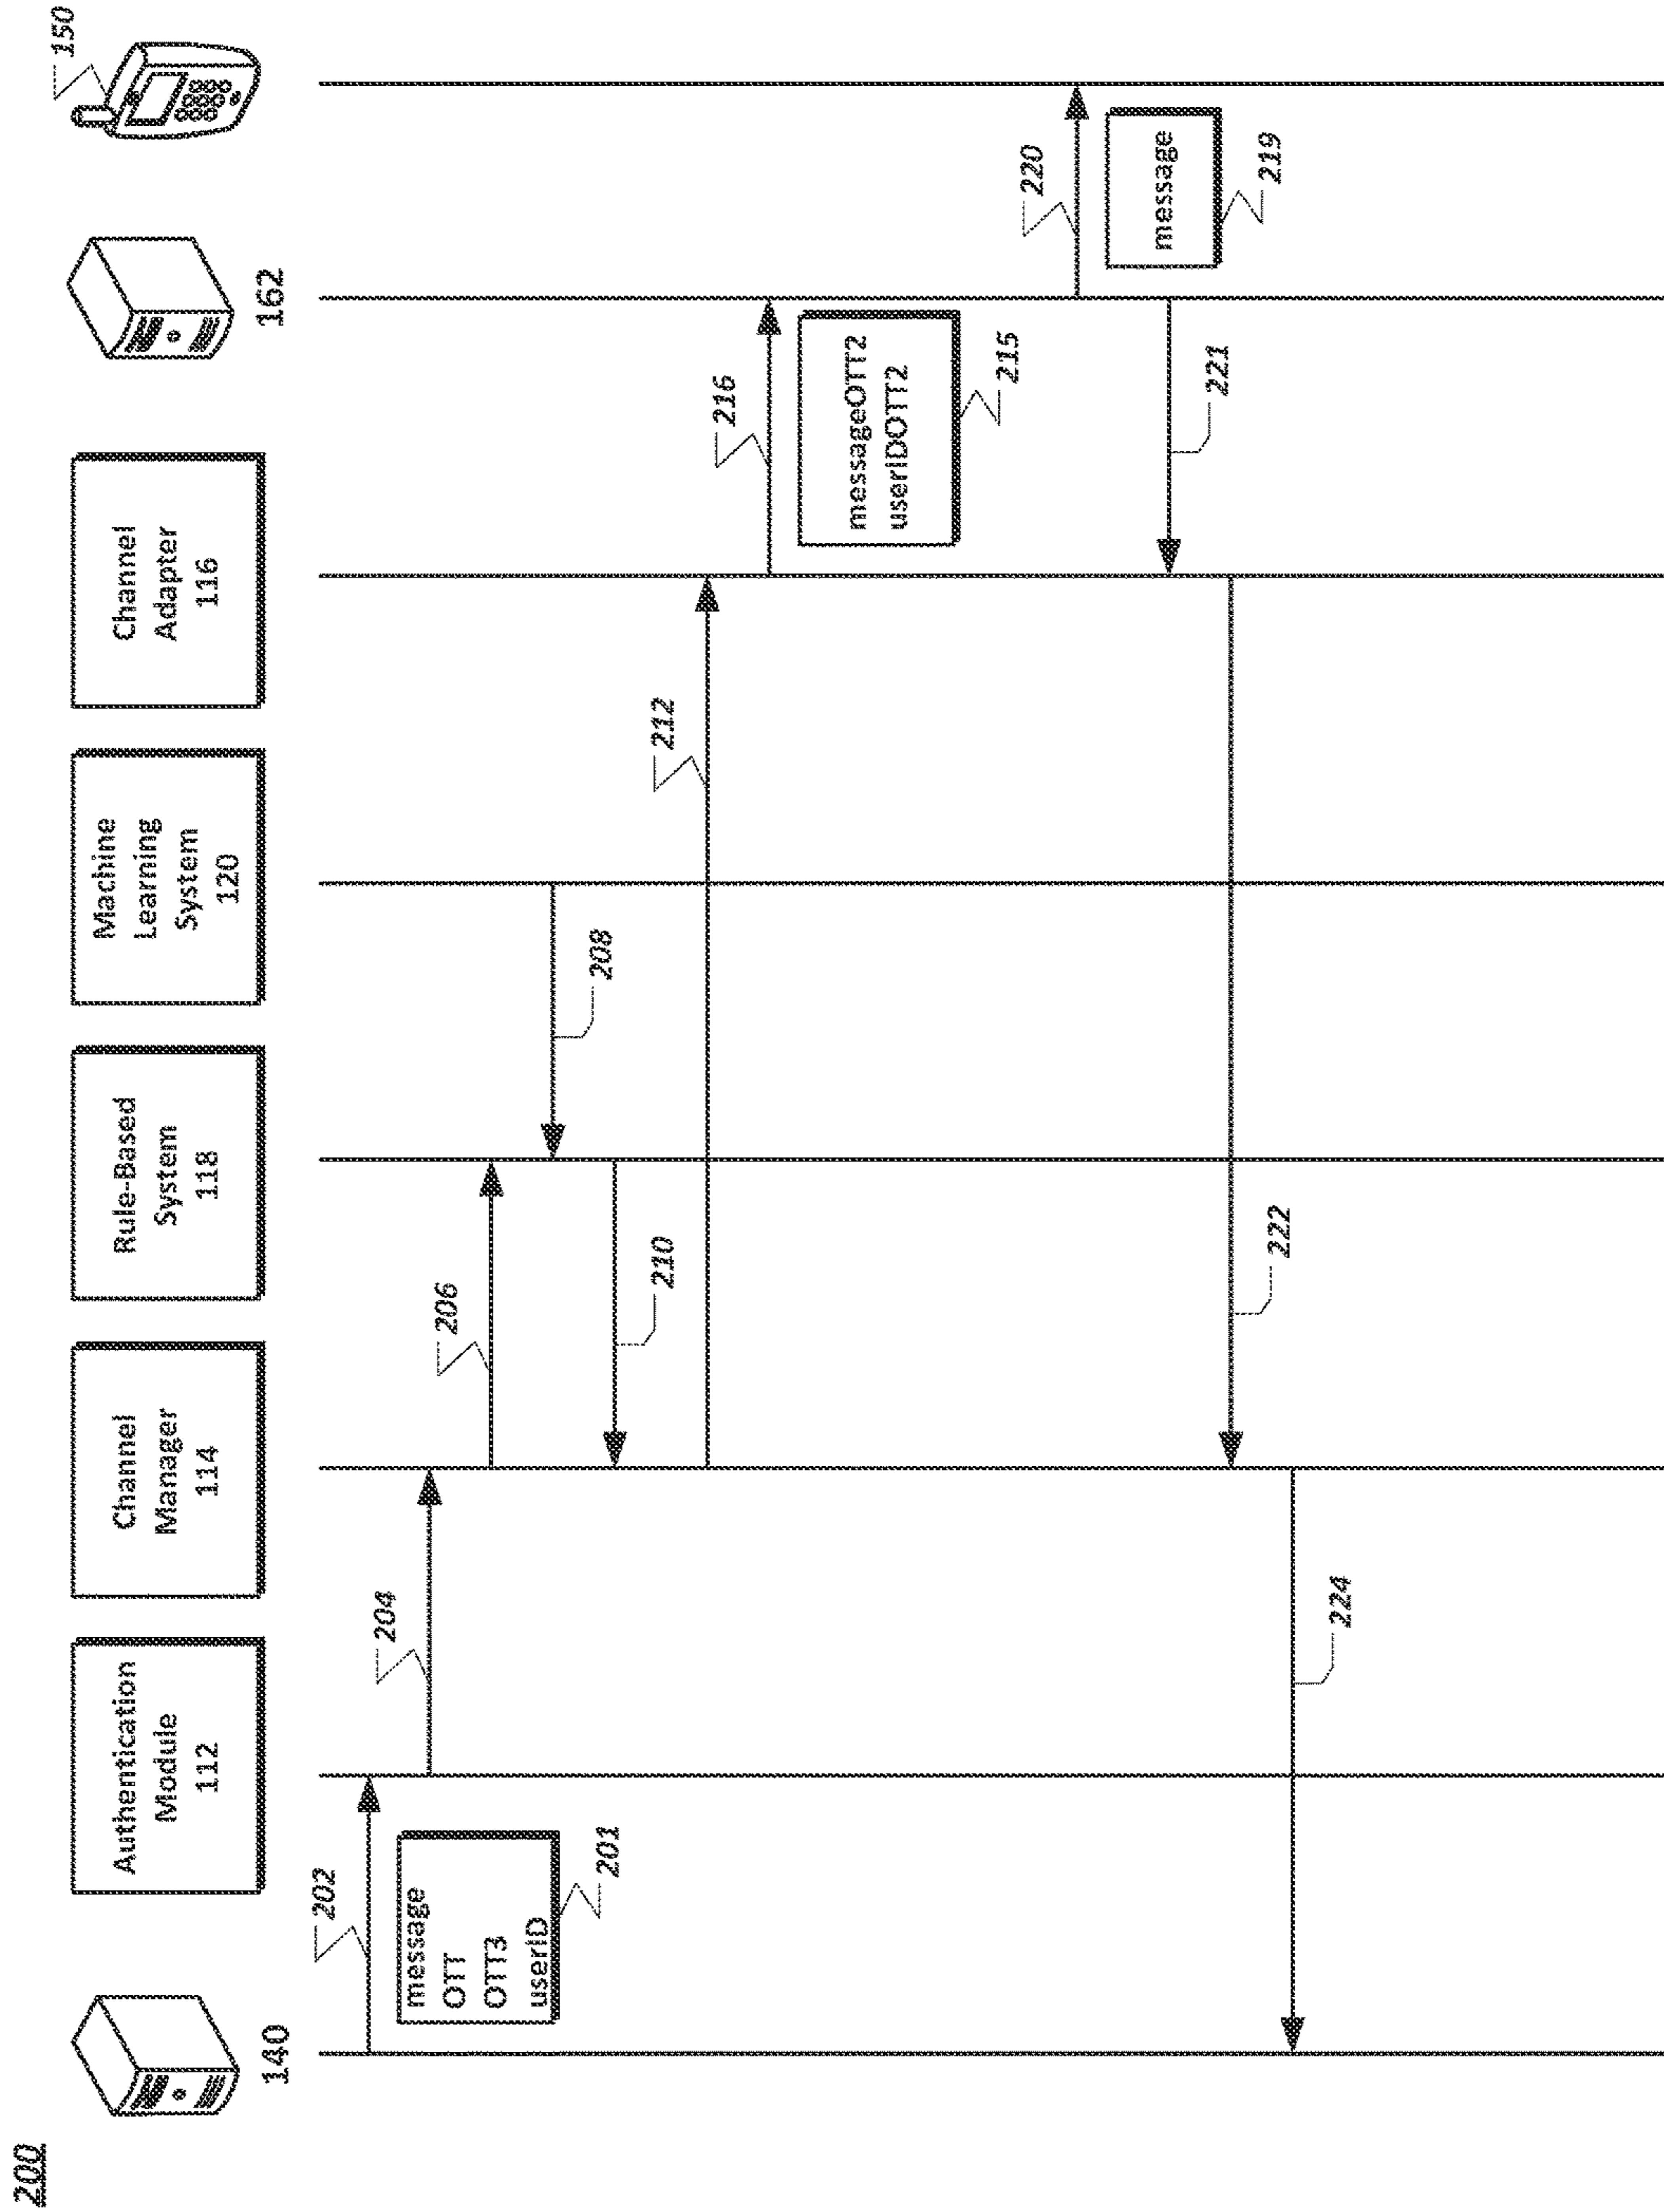 200
140
Authentication
Module
112
Channel
Manager
114
Rule-Based
System
118
Machine
Learning
System
120
Channel
Adapter
116
162
150
202
message
OTT
OTT3
userID
201
204
206
208
210
212
216
messageOTT2
userIDOTT2
215
220
message
219
221
222
224